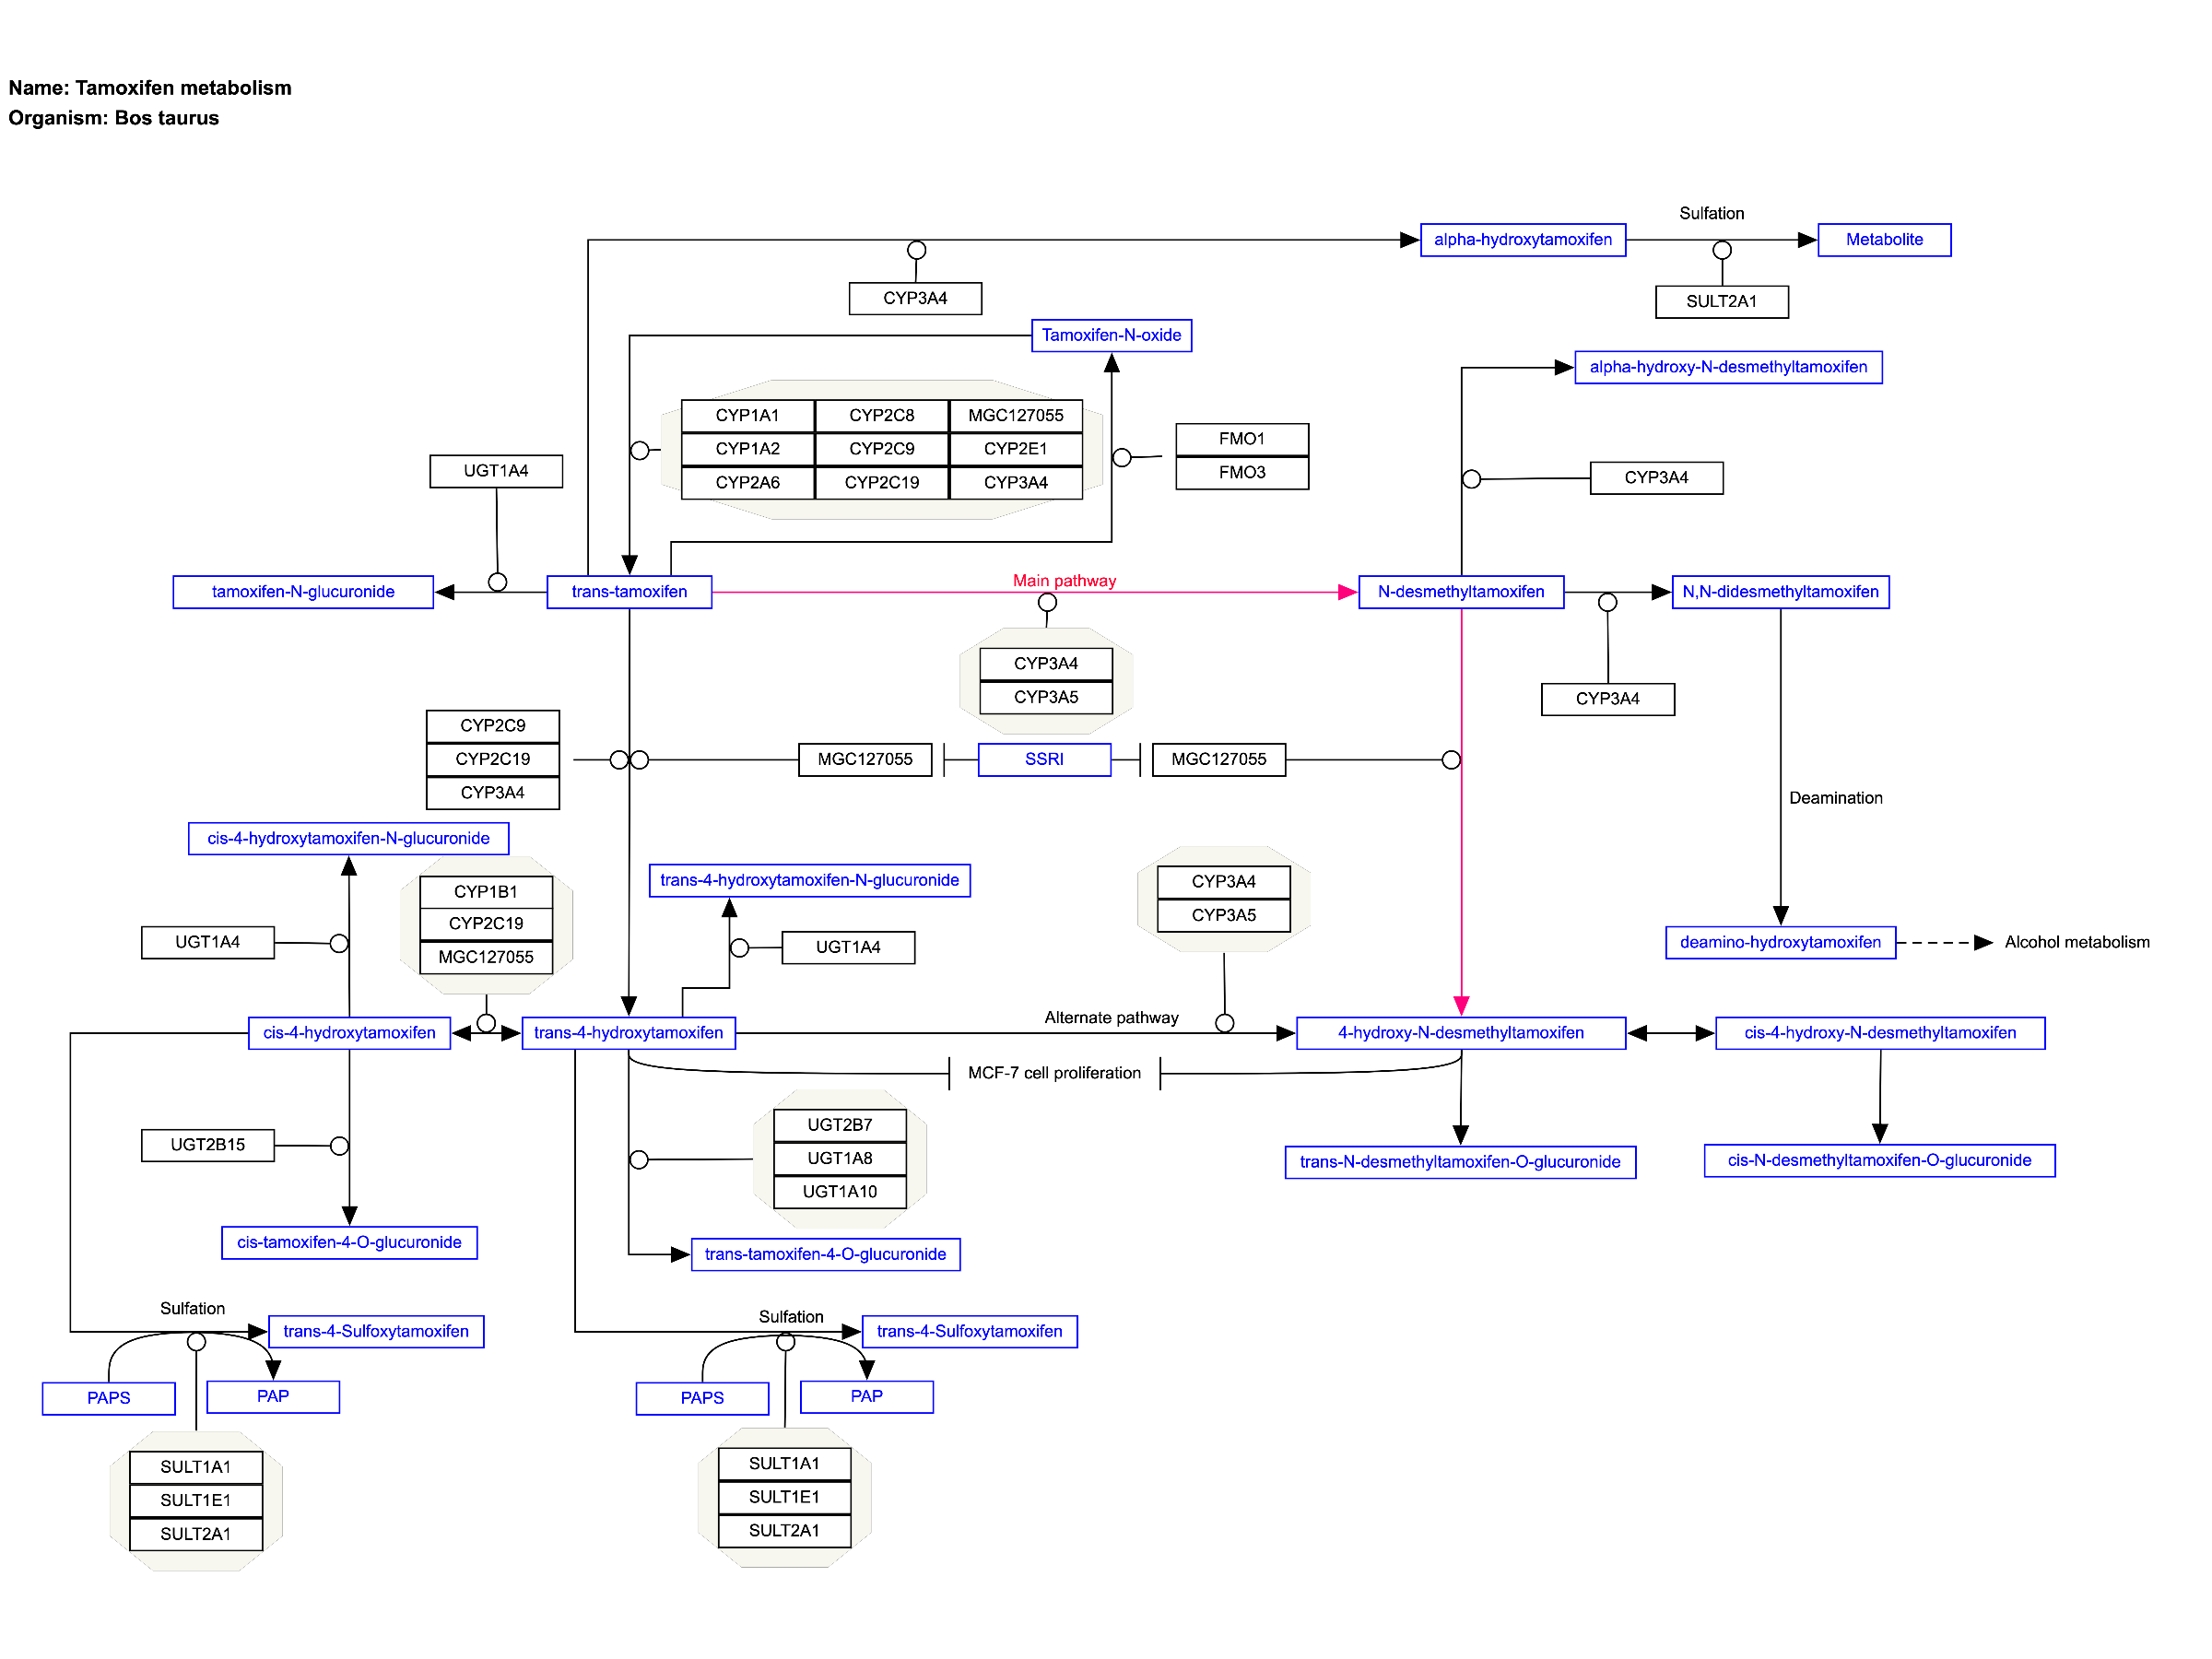 Name: Tamoxifen metabolism
Organism: Bos taurus
Sulfation
alpha-hydroxytamoxifen
Metabolite
CYP3A4
SULT2A1
Tamoxifen-N-oxide
alpha-hydroxy-N-desmethyltamoxifen
CYP1A1
CYP2C8
MGC127055
CYP1A2
CYP2C9
CYP2E1
CYP2A6
CYP2C19
CYP3A4
FMO1
FMO3
UGT1A4
CYP3A4
Main pathway
tamoxifen-N-glucuronide
trans-tamoxifen
N-desmethyltamoxifen
N,N-didesmethyltamoxifen
CYP3A4
CYP3A5
CYP3A4
CYP2C9
CYP2C19
CYP3A4
MGC127055
SSRI
MGC127055
Deamination
cis-4-hydroxytamoxifen-N-glucuronide
CYP1B1
CYP2C19
MGC127055
trans-4-hydroxytamoxifen-N-glucuronide
CYP3A4
CYP3A5
UGT1A4
UGT1A4
deamino-hydroxytamoxifen
Alcohol metabolism
Alternate pathway
cis-4-hydroxytamoxifen
trans-4-hydroxytamoxifen
4-hydroxy-N-desmethyltamoxifen
cis-4-hydroxy-N-desmethyltamoxifen
MCF-7 cell proliferation
UGT2B15
UGT2B7
UGT1A8
UGT1A10
trans-N-desmethyltamoxifen-O-glucuronide
cis-N-desmethyltamoxifen-O-glucuronide
cis-tamoxifen-4-O-glucuronide
trans-tamoxifen-4-O-glucuronide
Sulfation
trans-4-Sulfoxytamoxifen
PAPS
PAP
Sulfation
trans-4-Sulfoxytamoxifen
PAPS
PAP
SULT1A1
SULT1E1
SULT2A1
SULT1A1
SULT1E1
SULT2A1